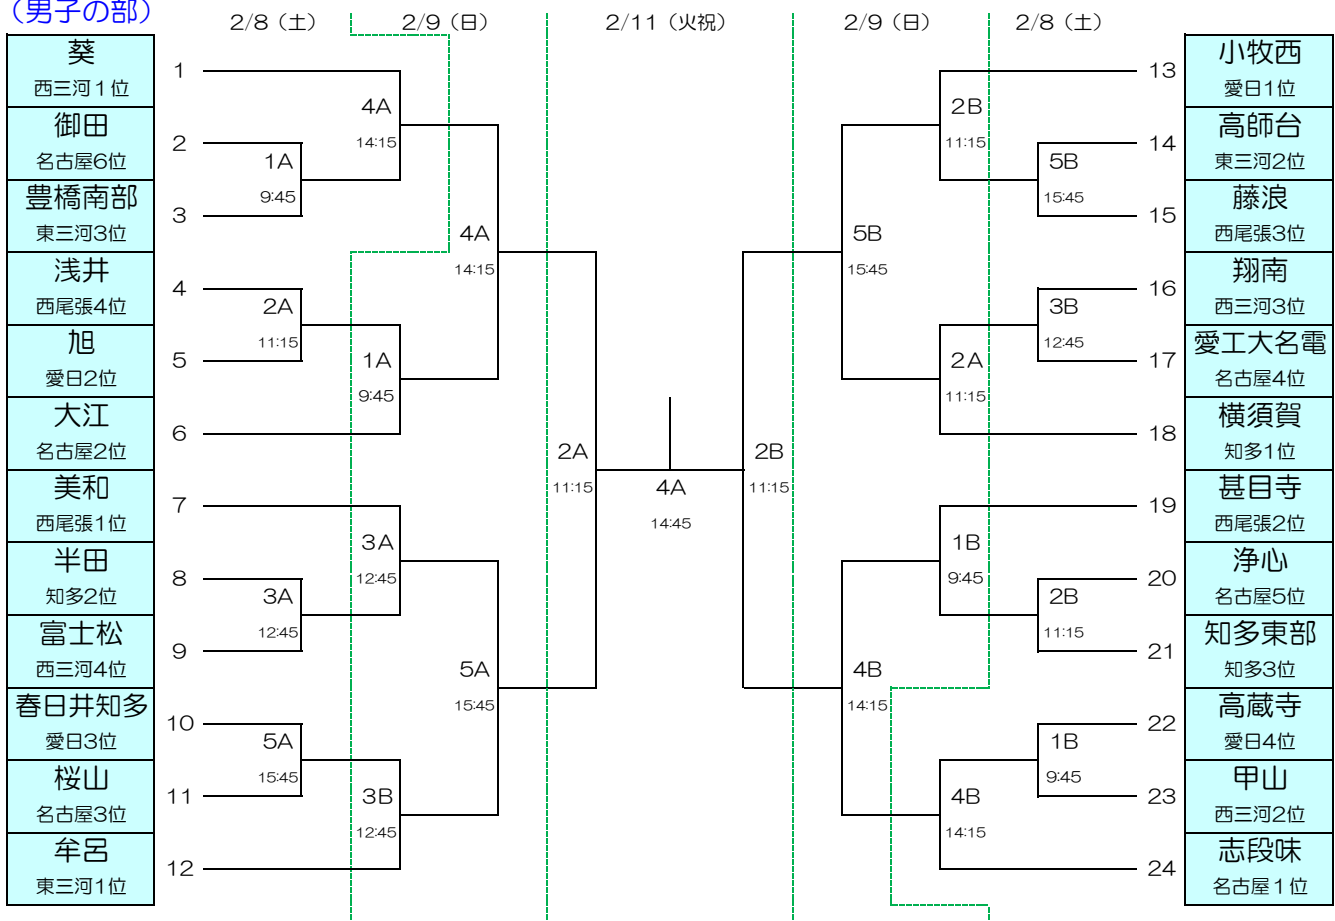 (男子の部)
2/8（土）
2/9（日）
2/11（火祝）
2/9（日）
2/8（土）
葵
西三河１位
1
御田
名古屋6位
2
豊橋南部
東三河3位
3
浅井
西尾張4位
4
旭
愛日2位
5
大江
名古屋2位
6
美和
西尾張1位
7
半田
知多2位
8
富士松
西三河4位
9
春日井知多
愛日3位
10
桜山
名古屋3位
11
牟呂
東三河1位
12
1A
9:45
2A
11:15
3A
12:45
5A
15:45
4A
14:15
1A
9:45
3A
12:45
3B
12:45
4A
14:15
5A
15:45
2A
11:15
4A
14:45
2B
11:15
5B
15:45
4B
14:15
2B
11:15
2A
11:15
1B
9:45
4B
14:15
5B
15:45
3B
12:45
2B
11:15
1B
9:45
13
小牧西
愛日1位
14
高師台
東三河2位
15
藤浪
西尾張3位
16
翔南
西三河3位
17
愛工大名電
名古屋4位
18
横須賀
知多1位
19
甚目寺
西尾張2位
20
浄心
名古屋5位
21
知多東部
知多3位
22
高蔵寺
愛日4位
23
甲山
西三河2位
24
志段味
名古屋１位